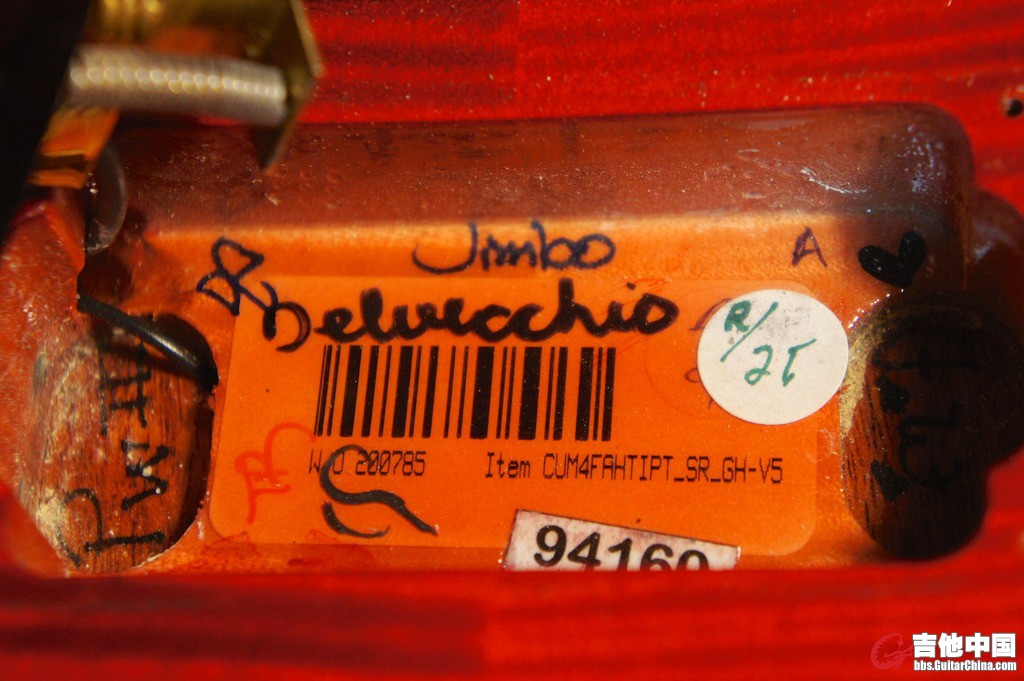 Jimbo
A
Delvecchio
R/25
W O 200785
Item CUM4FAHTIPT_SR_GH-V5
94160
吉他中国
bbs.GuitarChina.com